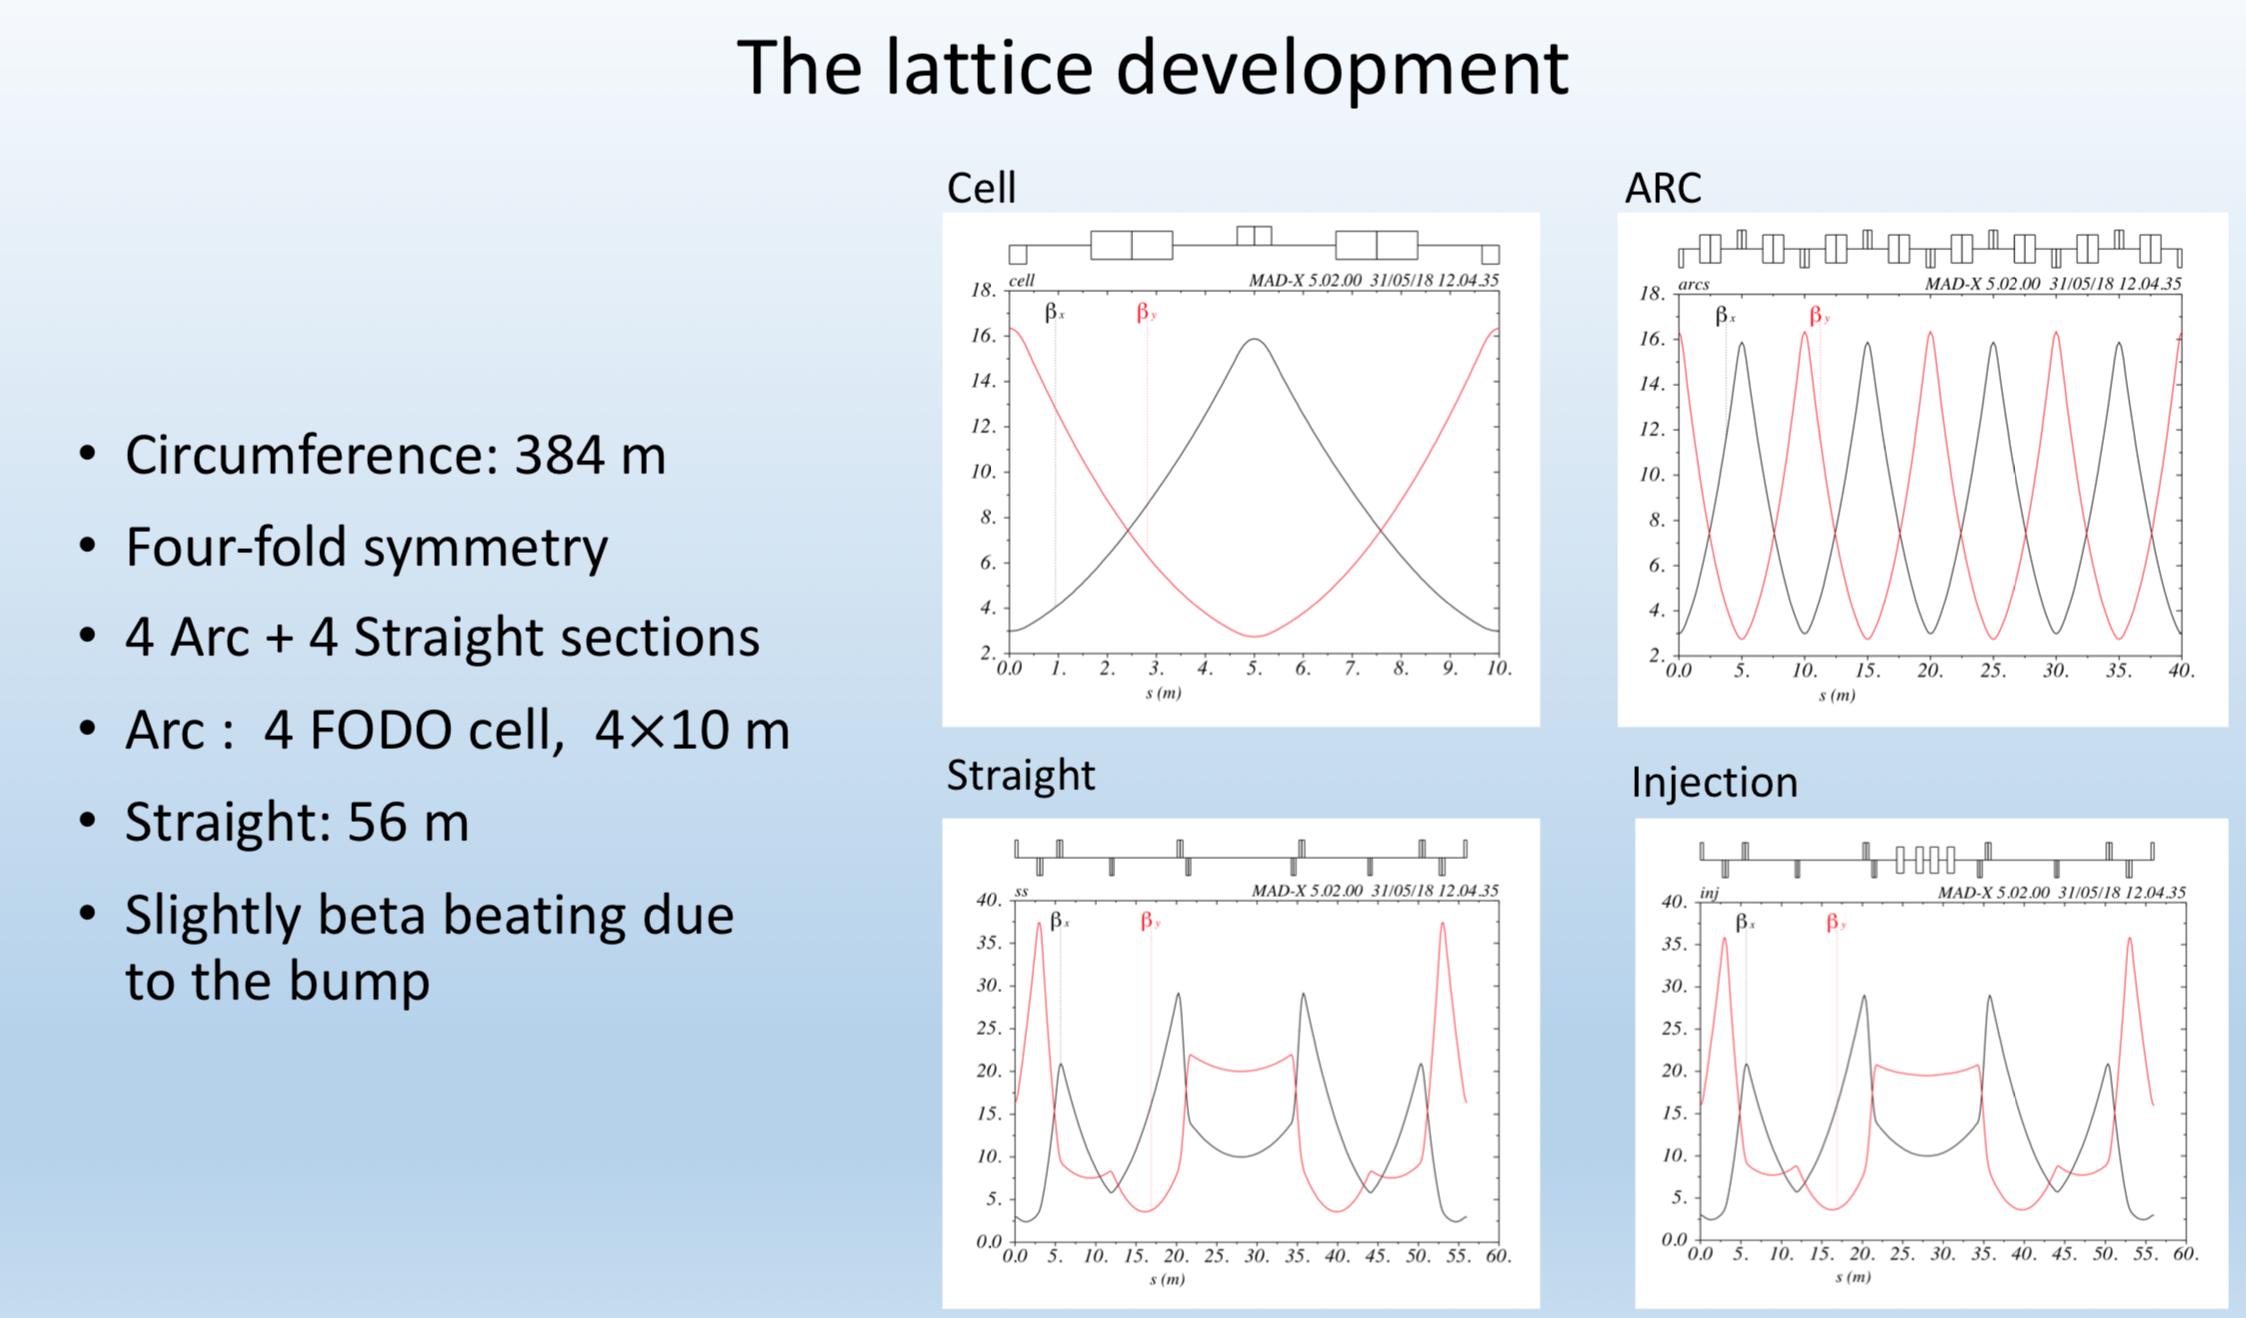 The lattice development
• Circumference: 384 m
• Four-fold symmetry
• 4 Arc + 4 Straight sections
• Arc :  4 FODO cell,  4×10 m
• Straight: 56 m
• Slightly beta beating due
to the bump
Cell
cell MAD-X 5.02.00 31/05/18 12.04.35
βx βy
18.
16.
14.
12.
10.
8.
6.
4.
2.
0.0 1. 2. 3. 4. 5. 6. 7. 8. 9. 10.
s (m)
ARC
arcs MAD-X 5.02.00 31/05/18 12.04.35
βx βy
18.
16.
14.
12.
10.
8.
6.
4.
2.
0.0 5. 10. 15. 20. 25. 30. 35. 40.
s (m)
Straight
ss MAD-X 5.02.00 31/05/18 12.04.35
βx βy
40.
35.
30.
25.
20.
15.
10.
5.
0.0
0.0 5. 10. 15. 20. 25. 30. 35. 40. 45. 50. 55. 60.
s (m)
Injection
inj MAD-X 5.02.00 31/05/18 12.04.35
βx βy
40.
35.
30.
25.
20.
15.
10.
5.
0.0
0.0 5. 10. 15. 20. 25. 30. 35. 40. 45. 50. 55. 60.
s (m)